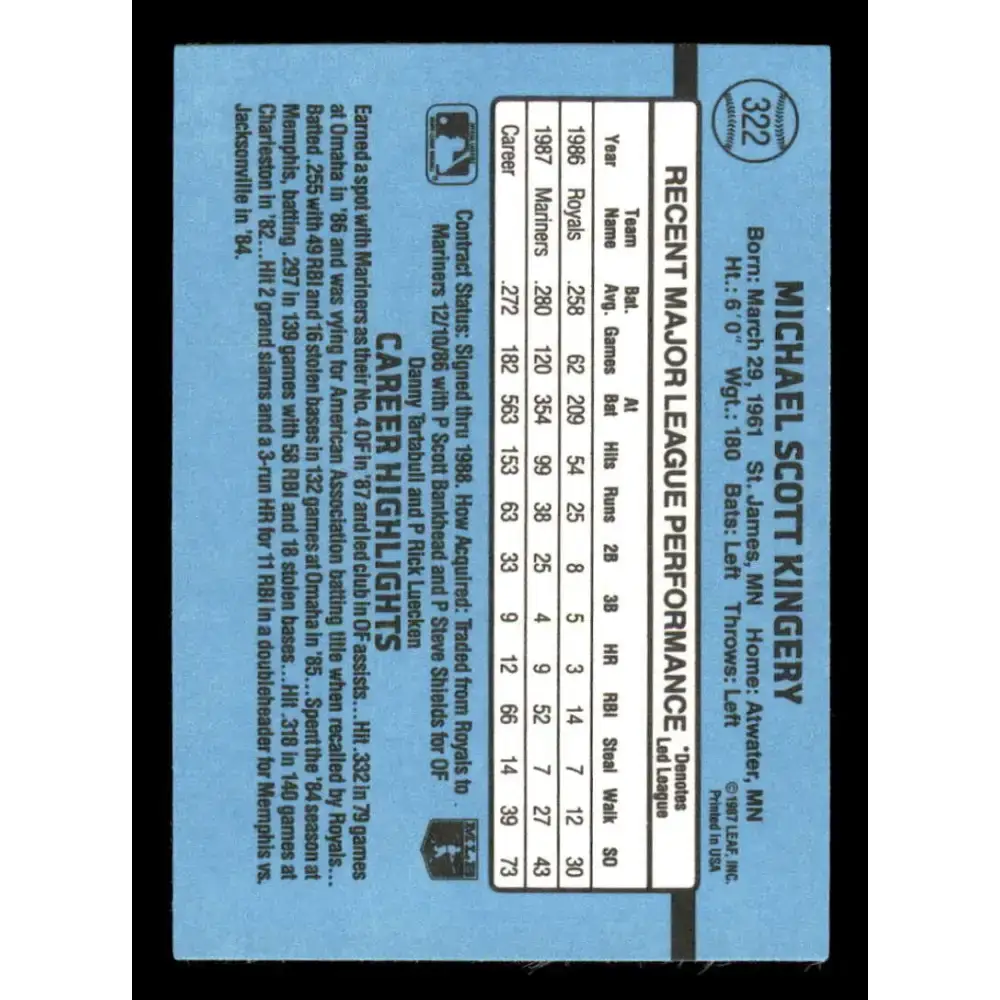 322
MICHAEL SCOTT KINGERY
Born: March 29, 1961 St. James, MN Home: Atwater, MN
Ht.: 6'0" Wgt.: 180 Bats: Left Throws: Left
©1987 LEAF, INC.
Printed in USA
RECENT MAJOR LEAGUE PERFORMANCE *Denotes Led League
Year Team Name Bat. Avg. Games At Bat Hits Runs 2B 3B HR RBI Steal Walk SO
1986 Royals .258 62 209 54 25 8 5 3 14 7 12 30
1987 Mariners .280 120 354 99 38 25 4 9 52 7 27 43
Career .272 182 563 153 63 33 9 12 66 14 39 73
Contract Status: Signed thru 1988. How Acquired: Traded from Royals to
Mariners 12/10/86 with P Scott Bankhead and P Steve Shields for OF
Danny Tartabull and P Rick Luecken
CAREER HIGHLIGHTS
Earned a spot with Mariners as their No. 4 OF in '87 and led club in OF assists...Hit .332 in 79 games
at Omaha in '86 and was vying for American Association batting title when recalled by Royals...
Batted .255 with 49 RBI and 16 stolen bases in 132 games at Omaha in '85...Spent the '84 season at
Memphis, batting .297 in 139 games with 58 RBI and 18 stolen bases...Hit .318 in 140 games at
Charleston in '82...Hit 2 grand slams and a 3-run HR for 11 RBI in a doubleheader for Memphis vs.
Jacksonville in '84.